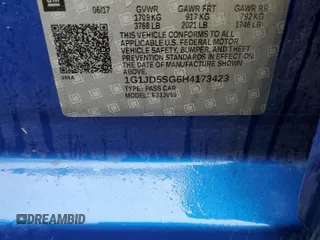 06/17 GVWR GAWR FRT GAWR RR
1709 KG 917 KG 792 KG
3768 LB 2021 LB 1746 LB
THIS VEHICLE CONFORMS TO ALL
APPLICABLE U.S. FEDERAL MOTOR
VEHICLE SAFETY, BUMPER, AND THEFT
PREVENTION STANDARDS IN EFFECT ON
THE DATE OF MANUFACTURE SHOWN ABOVE.
1G1JD5SG6H4173423
TYPE: PASS CAR
DREAMBID